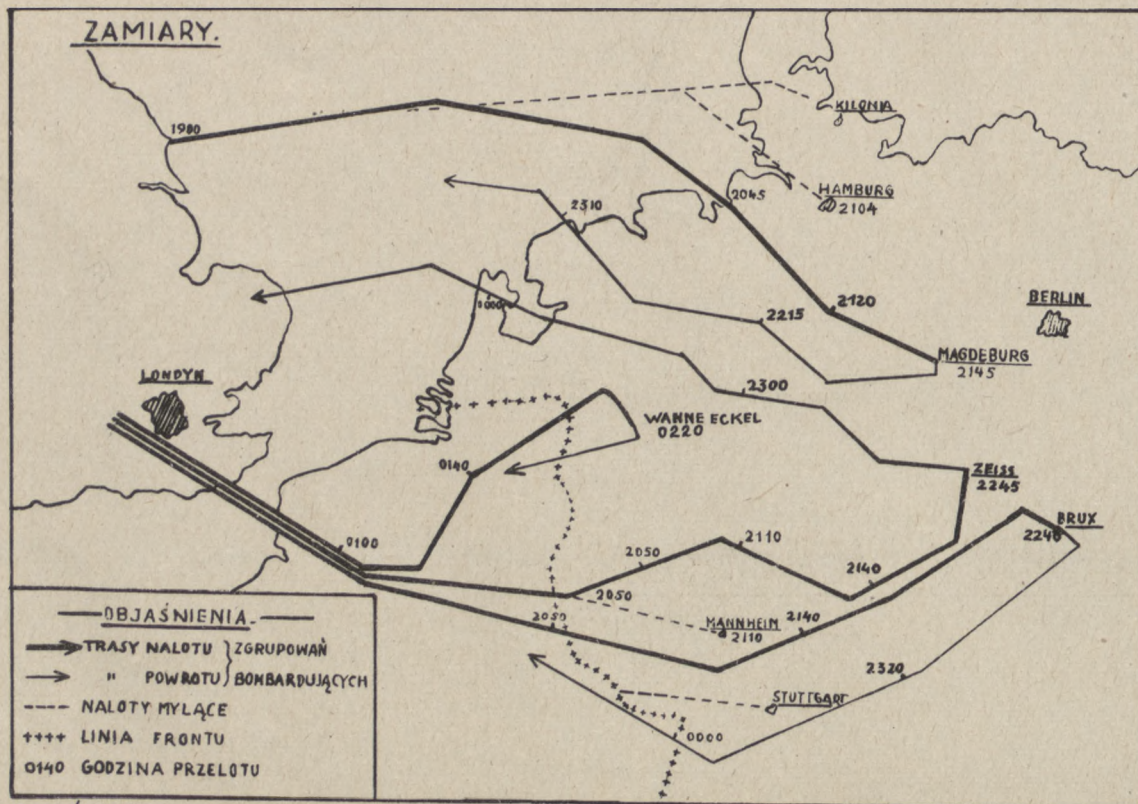 ZAMIARY.
1900
KILONIA
HAMBURG
2104
2045
2310
2120
BERLIN
2215
0001
MAGDEBURG
2145
LONDYN
2300
WANNE ECKEL
0220
0140
ZEISS
2245
BRUX
2246
0100
2110
2050
2140
2050
2050
MANNHEIM
2110
2140
2320
STUTTGART
0000
OBJAŚNIENIA.
TRASY NALOTU } ZGRUPOWAŃ
" POWROTU } BOMBARDUJĄCYCH
NALOTY MYLĄCE
LINIA FRONTU
0140 GODZINA PRZELOTU